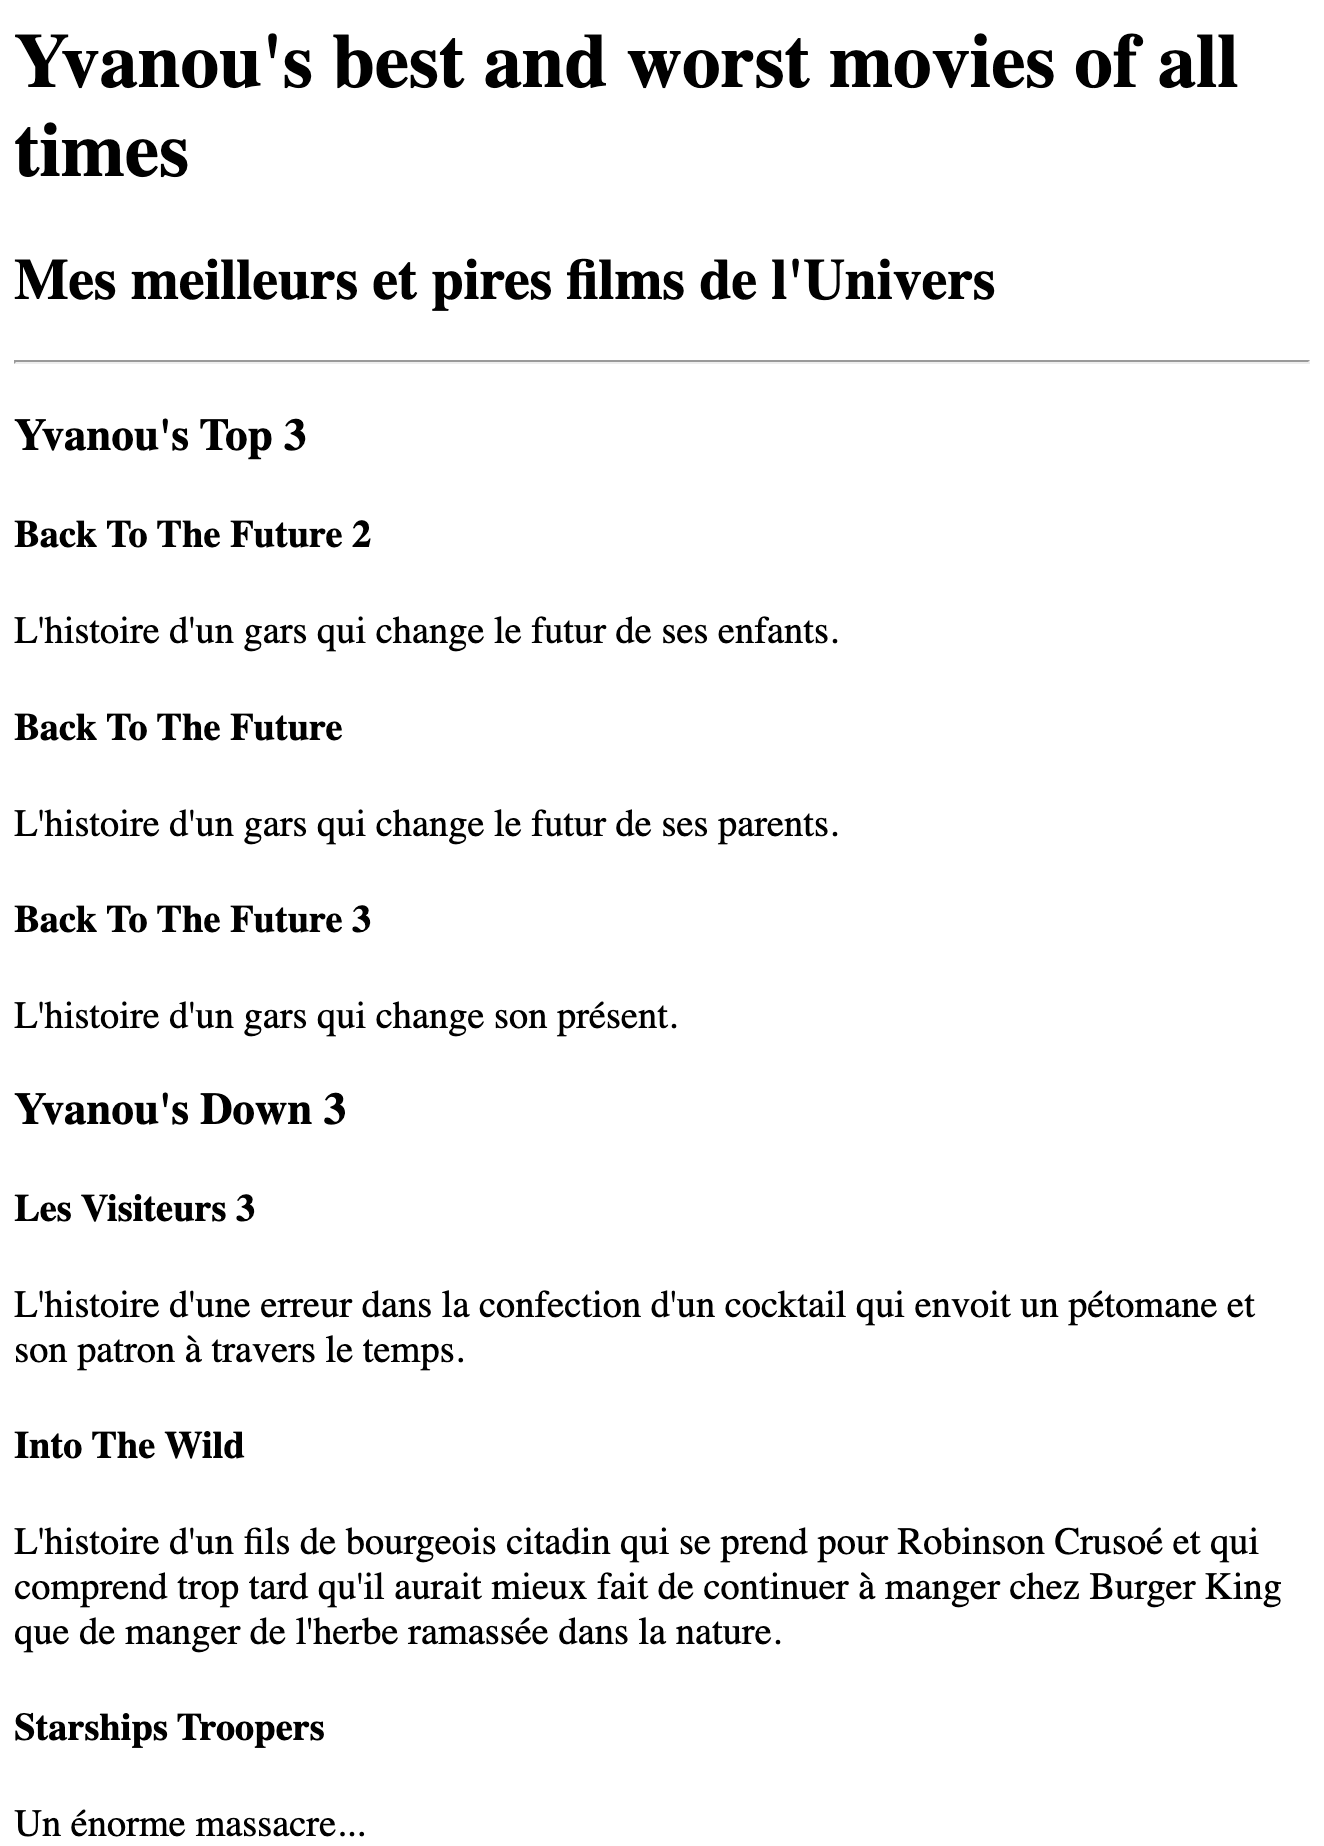 Yvanou's best and worst movies of all
times
Mes meilleurs et pires films de l'Univers
Yvanou's Top 3
Back To The Future 2
L'histoire d'un gars qui change le futur de ses enfants.
Back To The Future
L'histoire d'un gars qui change le futur de ses parents.
Back To The Future 3
L'histoire d'un gars qui change son présent.
Yvanou's Down 3
Les Visiteurs 3
L'histoire d'une erreur dans la confection d'un cocktail qui envoit un pétomane et
son patron à travers le temps.
Into The Wild
L'histoire d'un fils de bourgeois citadin qui se prend pour Robinson Crusoé et qui
comprend trop tard qu'il aurait mieux fait de continuer à manger chez Burger King
que de manger de l'herbe ramassée dans la nature.
Starships Troopers
Un énorme massacre...